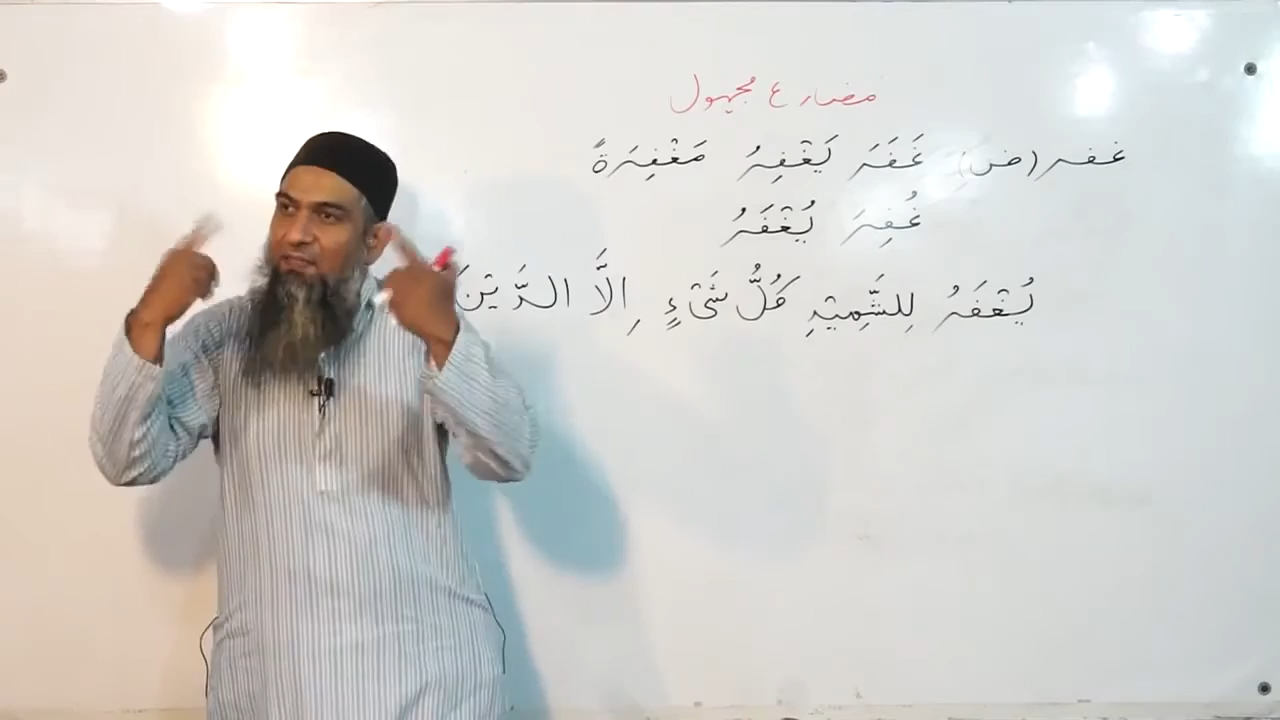 مضارع مجہول
غفر (ض) غَفَرَ يَغْفِرُ مَغْفِرَةً
غُفِرَ يُغْفَرُ
يُغْفَرُ لِلشَّهِيْدِ كُلُّ شَيْءٍ اِلَّا الدَّيْنَ